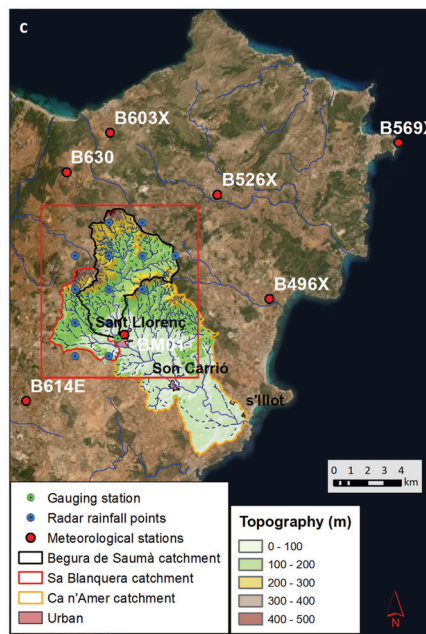 c
B603X
B569X
B630
B526X
B496X
Sant Llorenç
Son Carrió
B614E
s'Illot
0 1 2 3 4
km
Gauging station
Radar rainfall points
Meteorological stations
Begura de Saumà catchment
Sa Blanquera catchment
Ca n'Amer catchment
Urban
Topography (m)
0 - 100
100 - 200
200 - 300
300 - 400
400 - 500
N